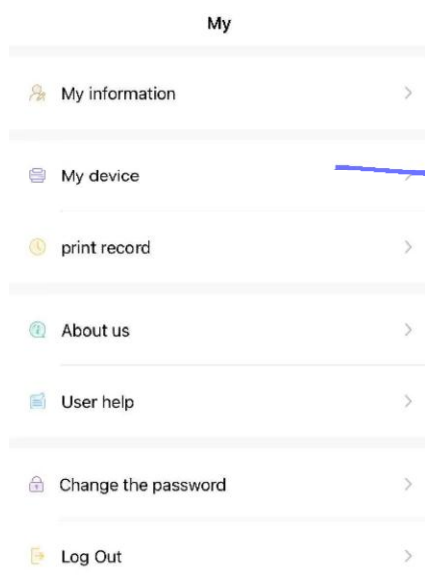 My
My information
My device
print record
About us
User help
Change the password
Log Out